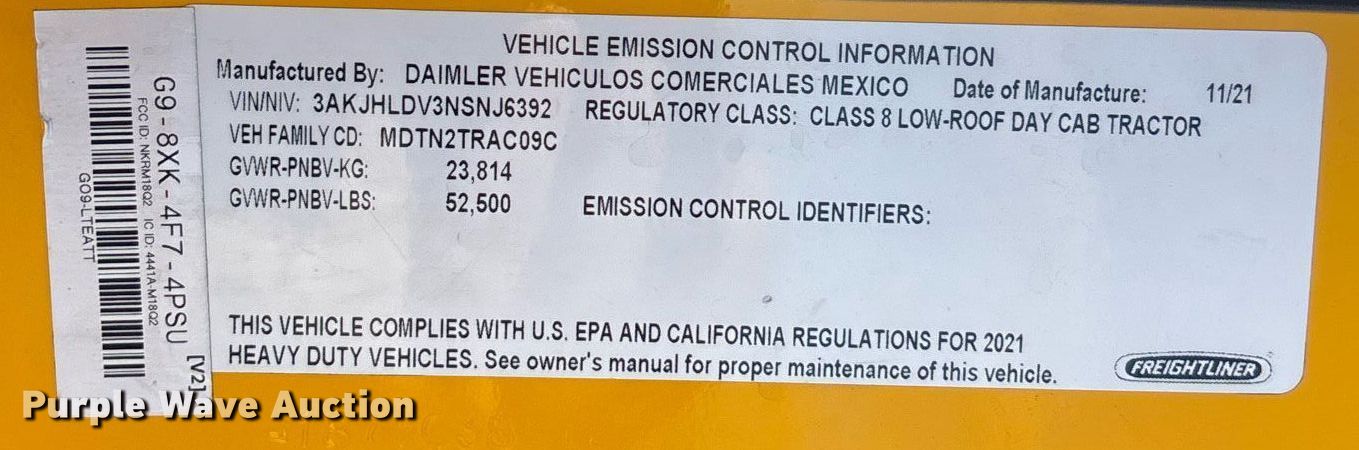 VEHICLE EMISSION CONTROL INFORMATION
Manufactured By: DAIMLER VEHICULOS COMERCIALES MEXICO Date of Manufacture: 11/21
VIN/NIV: 3AKJHLDV3NSNJ6392 REGULATORY CLASS: CLASS 8 LOW-ROOF DAY CAB TRACTOR
VEH FAMILY CD: MDTN2TRAC09C
GVWR-PNBV-KG: 23,814
GVWR-PNBV-LBS: 52,500 EMISSION CONTROL IDENTIFIERS:
THIS VEHICLE COMPLIES WITH U.S. EPA AND CALIFORNIA REGULATIONS FOR 2021
HEAVY DUTY VEHICLES. See owner's manual for proper maintenance of this vehicle.
FREIGHTLINER
G9-8XK-4F7-4PSU [V2]
FCC ID: NKRM18Q2 IC ID: 4441A-M18Q2
GO9-LTEATT
Purple Wave Auction